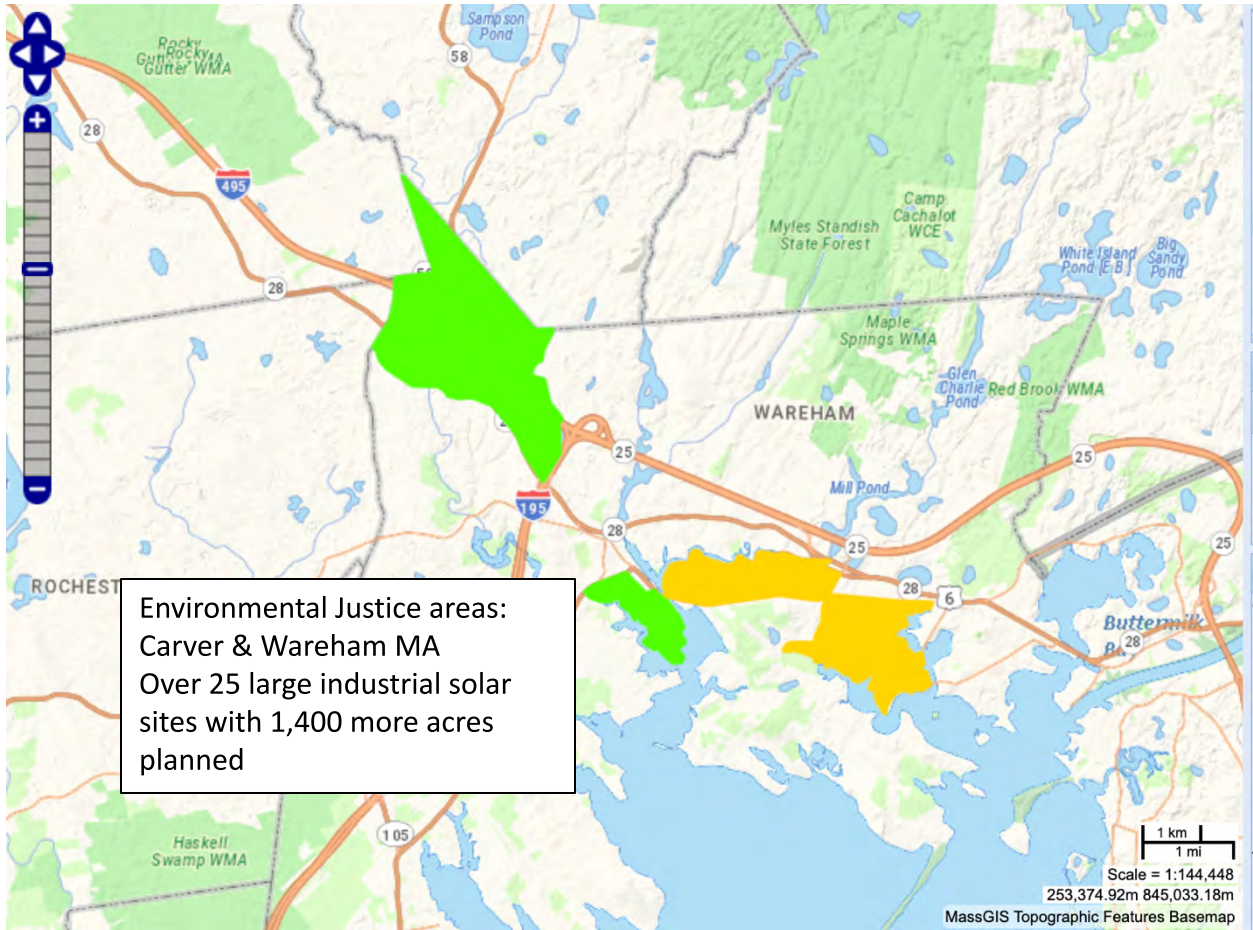 Sampson
Pond
Rocky
Gutter WMA
Rocky
Gutter WMA
58
28
495
Camp
Cachalot
WCE
Myles Standish
State Forest
White Island
Pond [E.B.]
Big
Sandy
Pond
28
Maple
Springs WMA
Glen
Charlie
Pond
Red Brook WMA
WAREHAM
25
25
Mill Pond
195
28
25
25
ROCHEST
28
6
Buttermilk
28
Environmental Justice areas:
Carver & Wareham MA
Over 25 large industrial solar
sites with 1,400 more acres
planned
105
Haskell
Swamp WMA
1 km
1 mi
Scale = 1:144,448
253,374.92m 845,033.18m
MassGIS Topographic Features Basemap